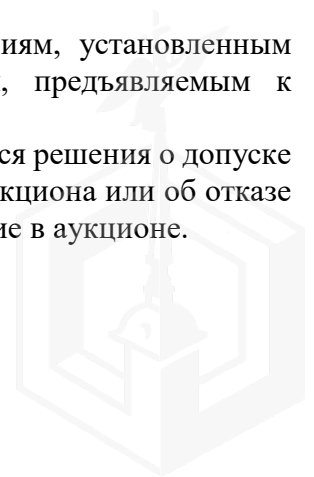 иям, установленным
, предъявляемым к
ся решения о допуске
кциона или об отказе
ие в аукционе.